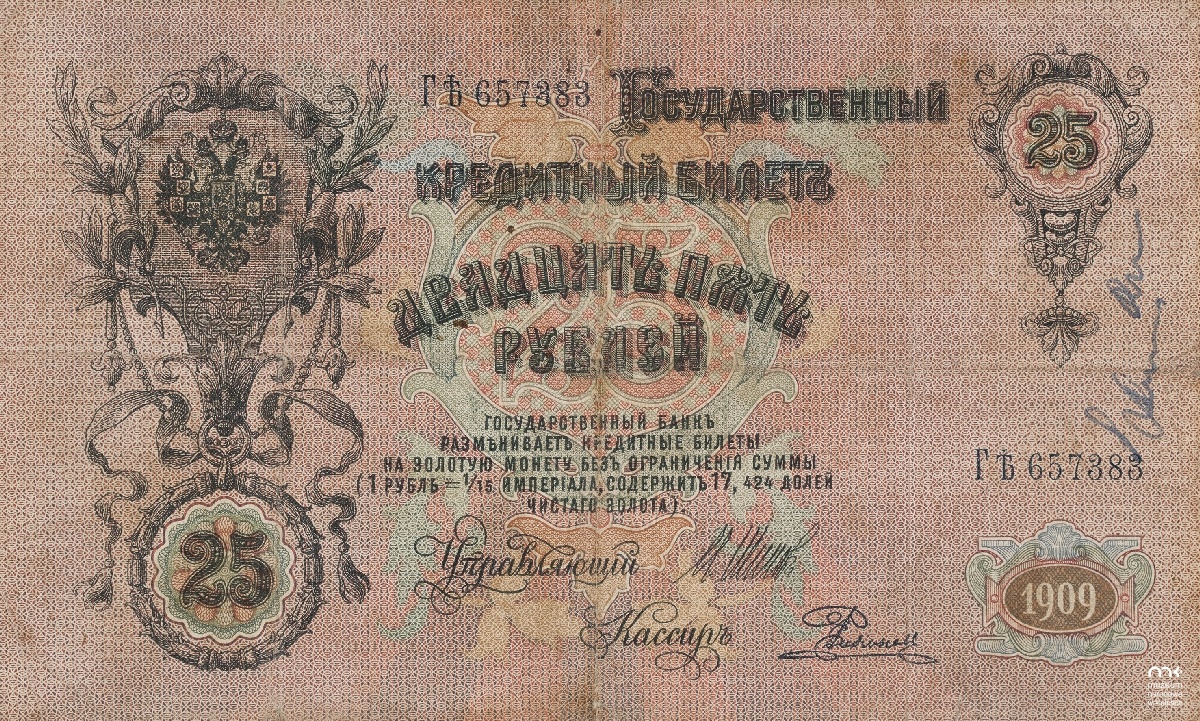 ГѢ 657383
Государственный
25
КРЕДИТНЫЙ БИЛЕТЪ
ДВАДЦАТЬ ПЯТЬ
РУБЛЕЙ
ГОСУДАРСТВЕННЫЙ БАНКЪ
РАЗМѢНИВАЕТЪ КРЕДИТНЫЕ БИЛЕТЫ
НА ЗОЛОТУЮ МОНЕТУ БЕЗЪ ОГРАНИЧЕНІЯ СУММЫ
(1 РУБЛЬ = 1/15 ИМПЕРІАЛА, СОДЕРЖИТЪ 17, 424 ДОЛЕЙ
ЧИСТАГО ЗОЛОТА).
ГѢ 657383
25
Управляющий
1909
Кассиръ